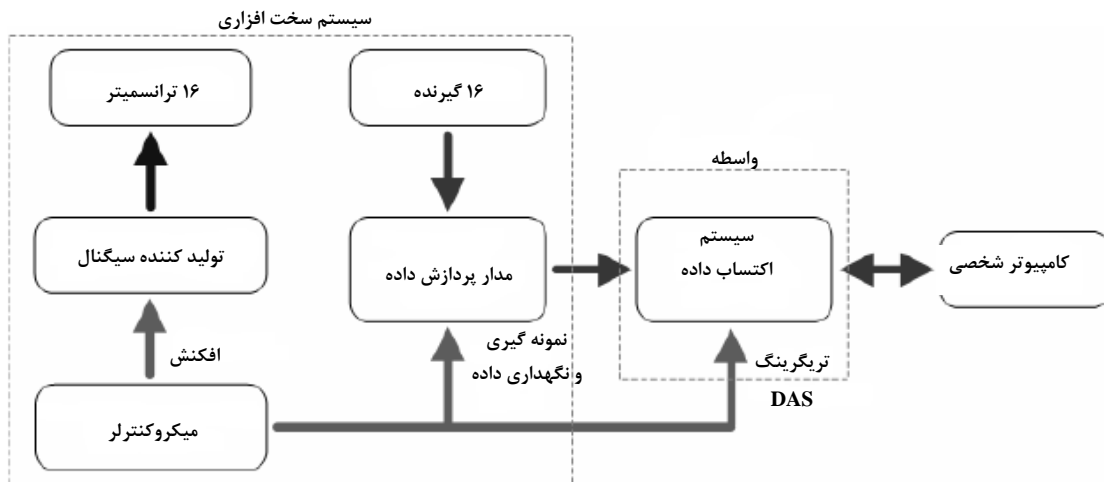 سیستم سخت افزاری
۱۶ ترانسمیتر
۱۶ گیرنده
واسطه
تولید کننده سیگنال
مدار پردازش داده
سیستم
اکتساب داده
کامپیوتر شخصی
افکنش
نمونه گیری
و نگهداری داده
تریگرینگ
DAS
میکروکنترلر